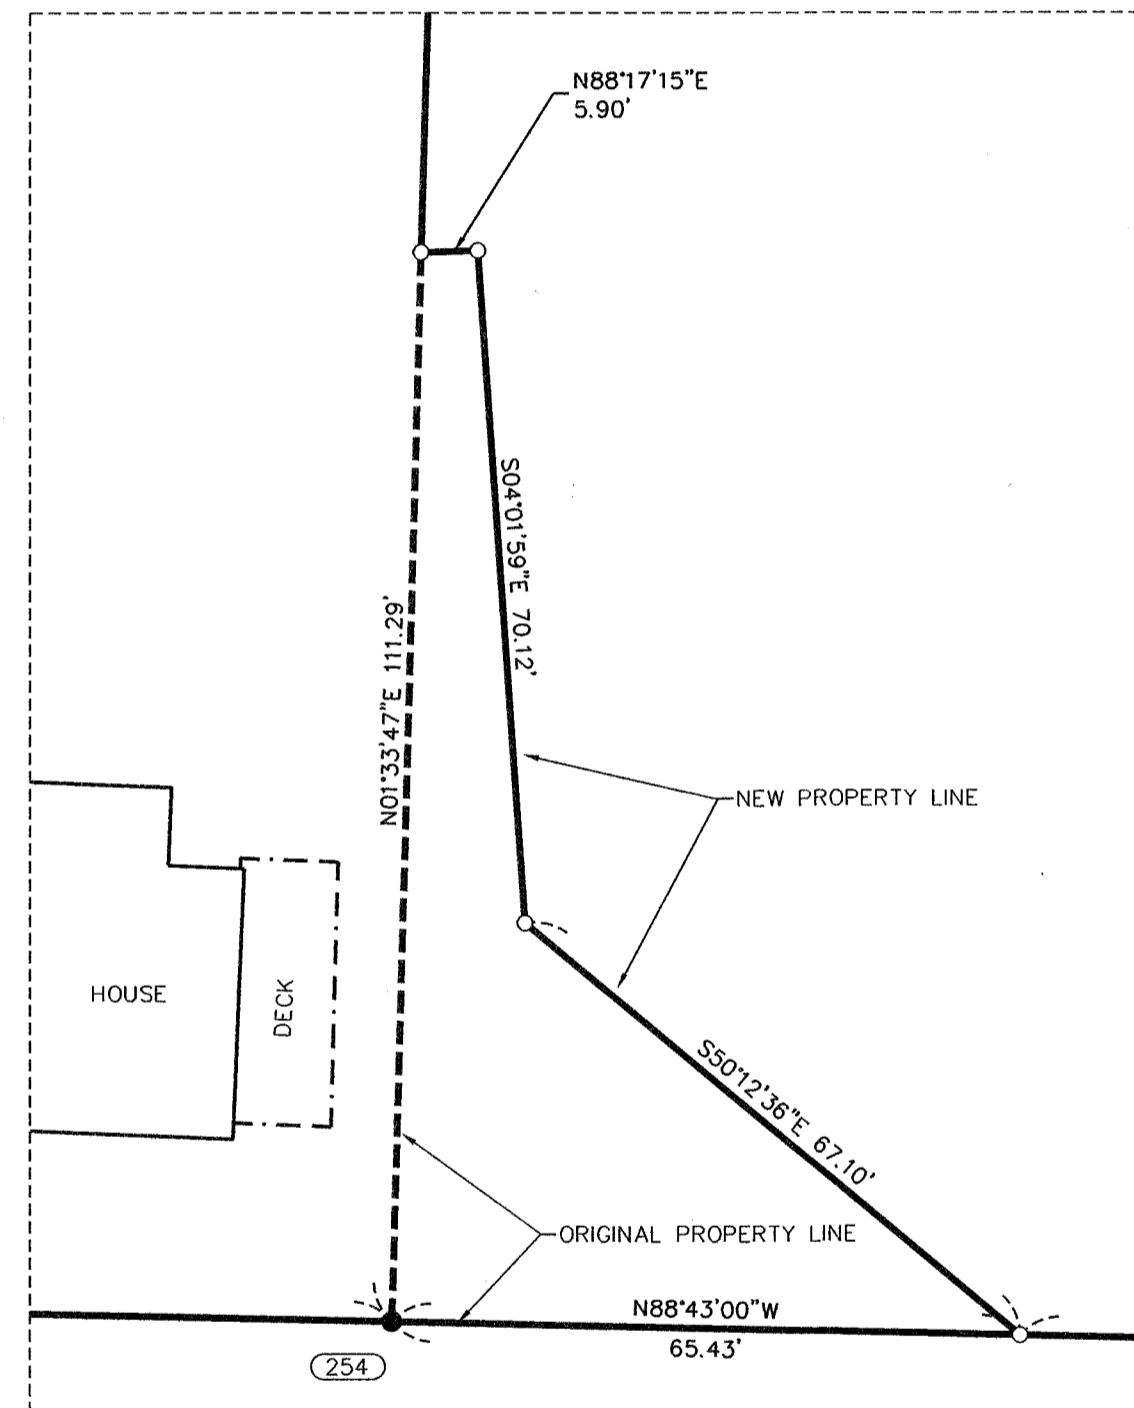 N88°17'15"E
5.90'
S04°01'59"E 70.12'
N01°33'47"E 111.29'
NEW PROPERTY LINE
HOUSE
DECK
S50°12'36"E 67.10'
ORIGINAL PROPERTY LINE
N88°43'00"W
65.43'
254